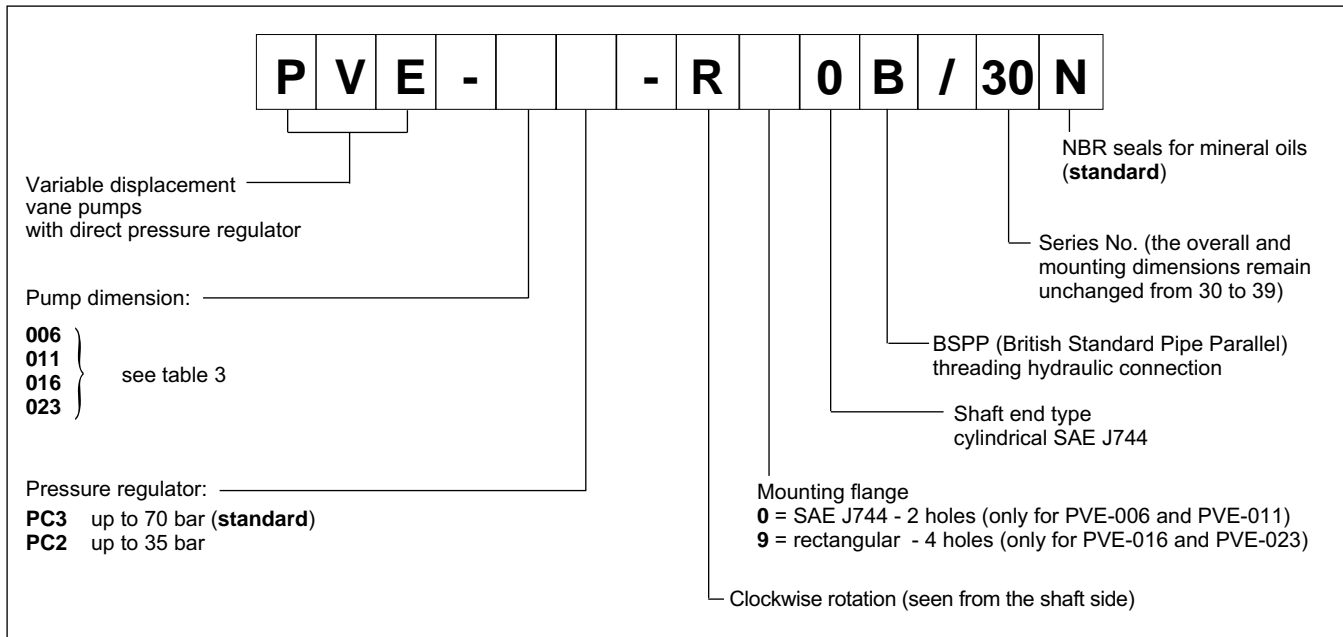 P V E - - R 0 B / 30 N
NBR seals for mineral oils
(standard)
Variable displacement
vane pumps
with direct pressure regulator
Series No. (the overall and
mounting dimensions remain
unchanged from 30 to 39)
Pump dimension:
006
011
016
023
see table 3
BSPP (British Standard Pipe Parallel)
threading hydraulic connection
Shaft end type
cylindrical SAE J744
Pressure regulator:
PC3 up to 70 bar (standard)
PC2 up to 35 bar
Mounting flange
0 = SAE J744 - 2 holes (only for PVE-006 and PVE-011)
9 = rectangular - 4 holes (only for PVE-016 and PVE-023)
Clockwise rotation (seen from the shaft side)